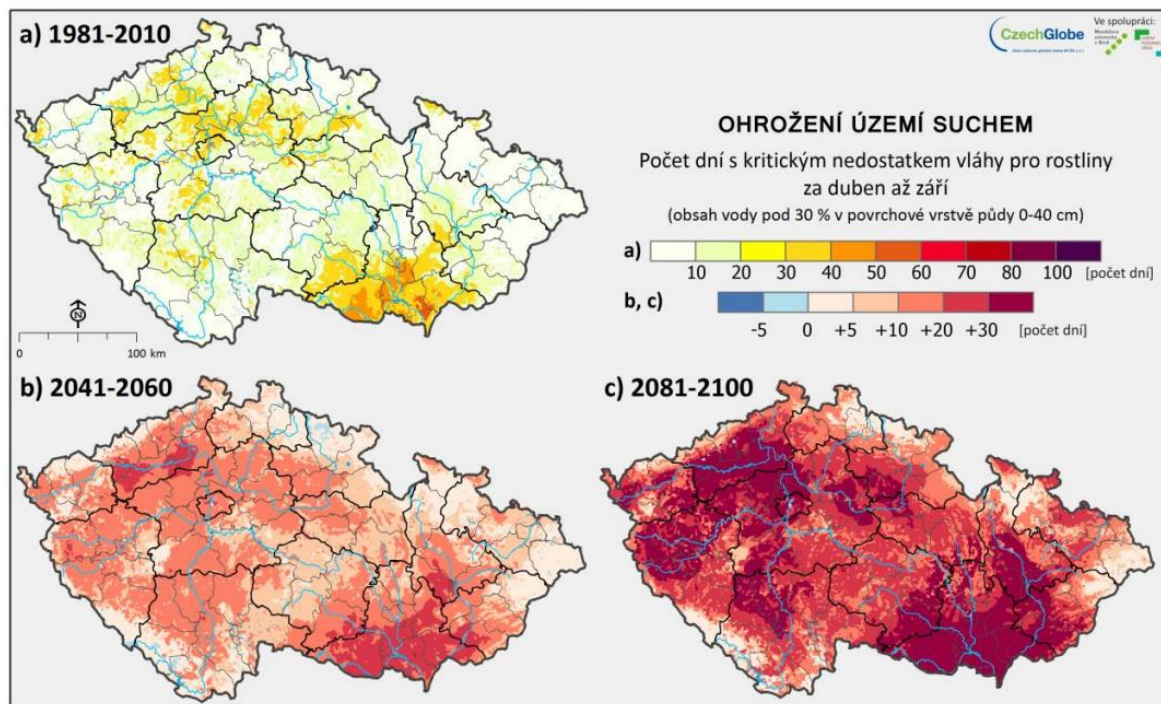 a) 1981-2010
CzechGlobe
Ve spolupráci:
OHROŽENÍ ÚZEMÍ SUCHEM
Počet dní s kritickým nedostatkem vláhy pro rostliny
za duben až září
(obsah vody pod 30 % v povrchové vrstvě půdy 0-40 cm)
a)
10 20 30 40 50 60 70 80 100 [počet dní]
b, c)
-5 0 +5 +10 +20 +30 [počet dní]
N
0 100 km
b) 2041-2060
c) 2081-2100